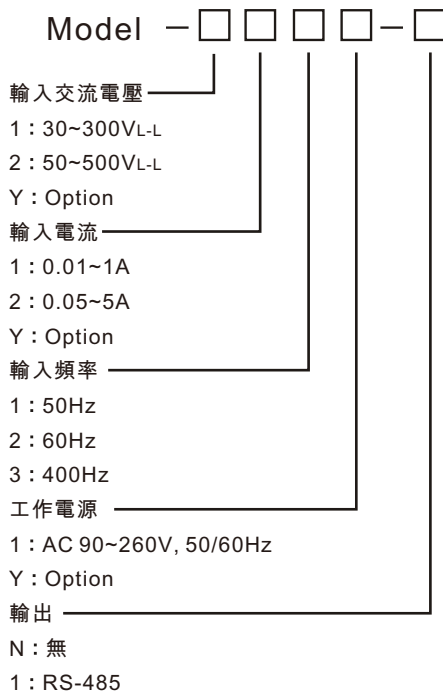 Model －□□□□－□
輸入交流電壓
1：30~300VL-L
2：50~500VL-L
Y：Option
輸入電流
1：0.01~1A
2：0.05~5A
Y：Option
輸入頻率
1：50Hz
2：60Hz
3：400Hz
工作電源
1：AC 90~260V, 50/60Hz
Y：Option
輸出
N：無
1：RS-485